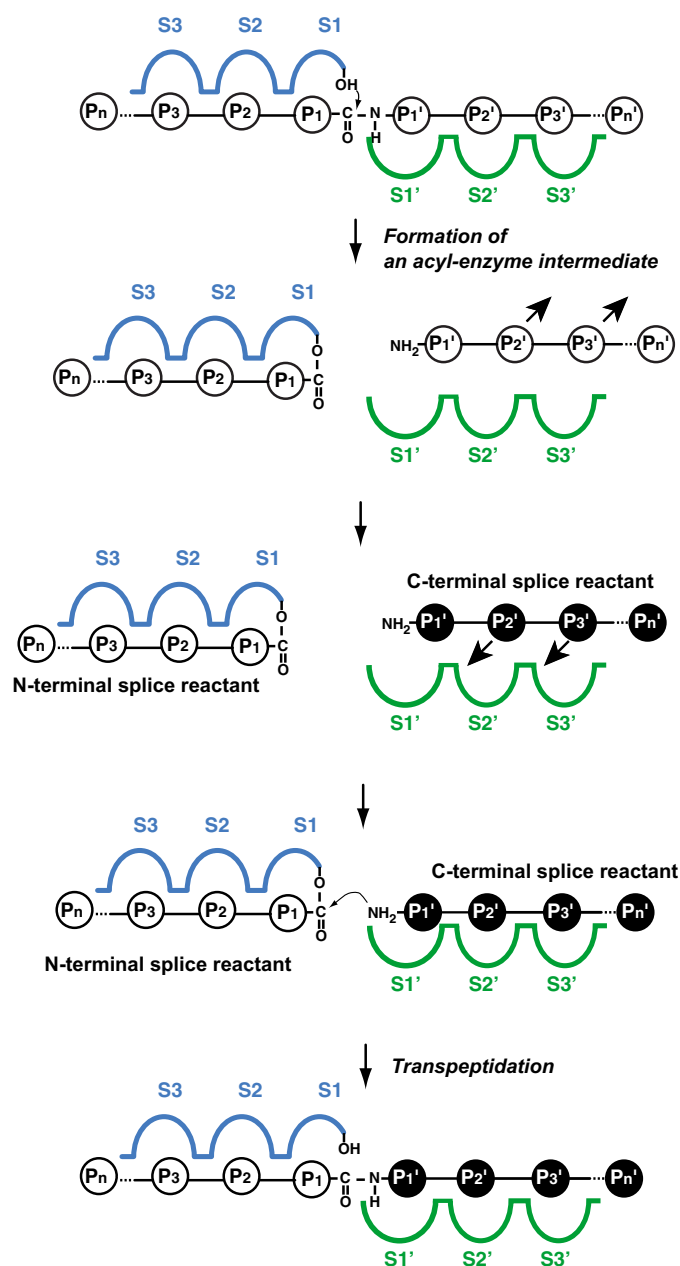 S3 S2 S1
OH
Pn ... P3 P2 P1 C N P1' P2' P3' ... Pn'
O H
S1' S2' S3'
Formation of
an acyl-enzyme intermediate
S3 S2 S1
O
NH2 P1' P2' P3' ... Pn'
Pn ... P3 P2 P1 C
O
S1' S2' S3'
S3 S2 S1
C-terminal splice reactant
O
NH2 P1' P2' P3' ... Pn'
Pn ... P3 P2 P1 C O
N-terminal splice reactant
S1' S2' S3'
S3 S2 S1
C-terminal splice reactant
O
Pn ... P3 P2 P1 C NH2 P1' P2' P3' ... Pn'
O
N-terminal splice reactant
S1' S2' S3'
Transpeptidation
S3 S2 S1
OH
Pn ... P3 P2 P1 C N P1' P2' P3' ... Pn'
O H
S1' S2' S3'